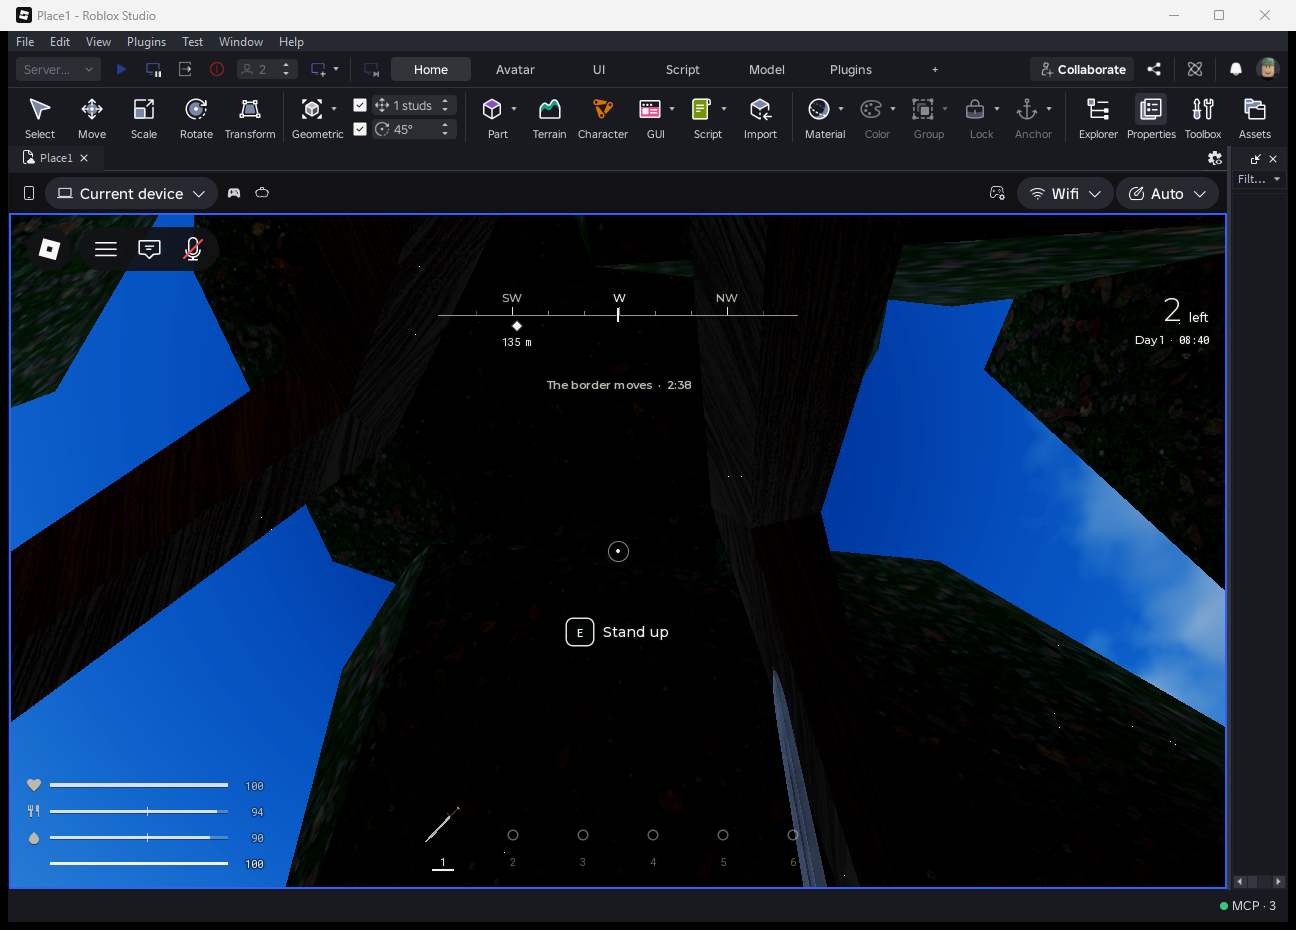 Place1 - Roblox Studio
File Edit View Plugins Test Window Help
Server... 2 Home Avatar UI Script Model Plugins + Collaborate
1 studs
45°
Select Move Scale Rotate Transform Geometric Part Terrain Character GUI Script Import Material Color Group Lock Anchor Explorer Properties Toolbox Assets
Place1
Filt...
Current device Wifi Auto
SW W NW
135 m
2 left
Day 1 · 08:40
The border moves · 2:38
E Stand up
100
94
90
100
1 2 3 4 5 6
MCP · 3